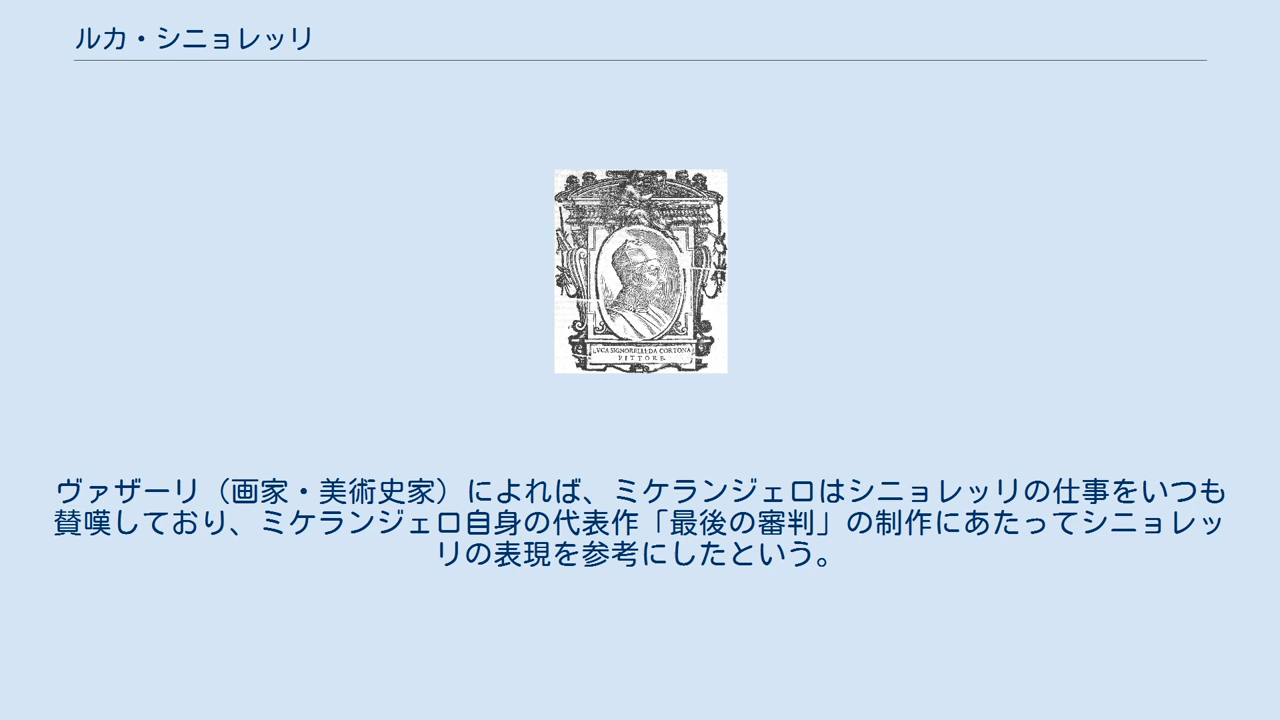 ルカ・シニョレッリ
LVCA SIGNORELLI DA CORTONA
PITTORE
ヴァザーリ（画家・美術史家）によれば、ミケランジェロはシニョレッリの仕事をいつも
賛嘆しており、ミケランジェロ自身の代表作「最後の審判」の制作にあたってシニョレッ
リの表現を参考にしたという。